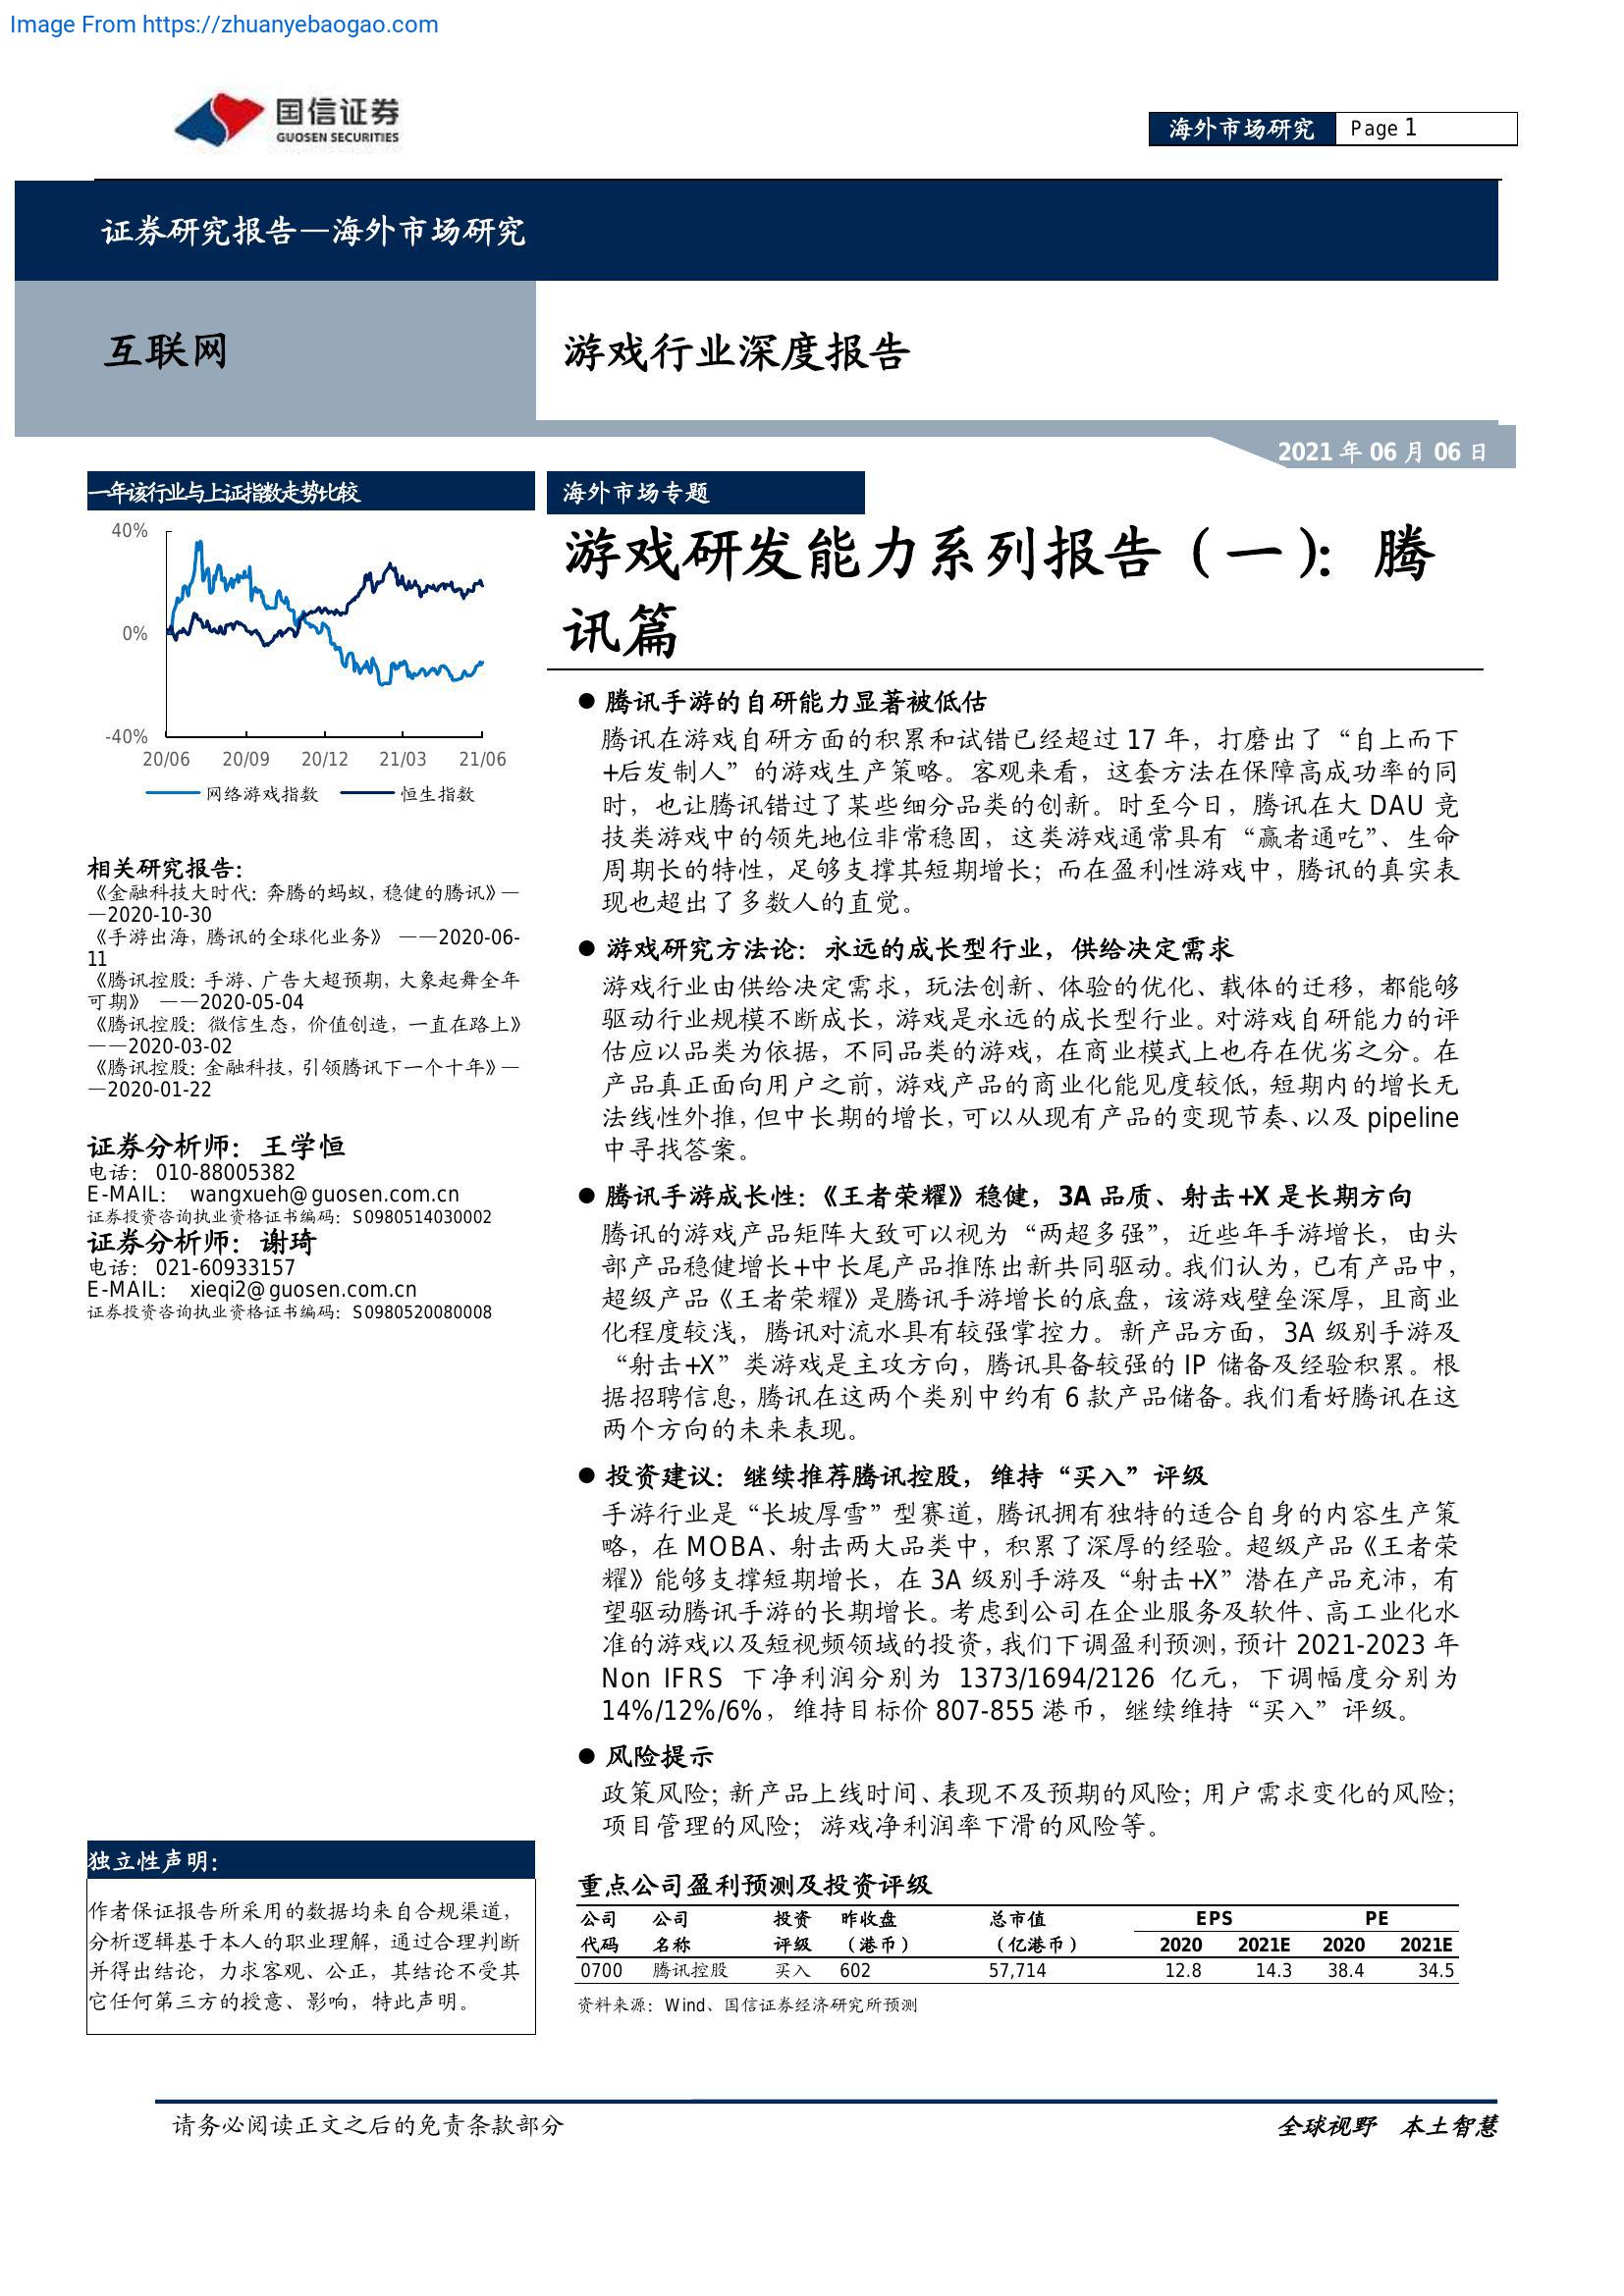 Image From https://zhuanyebaogao.com
国信证券
GUOSEN SECURITIES
海外市场研究 Page 1
证券研究报告—海外市场研究
互联网
游戏行业深度报告
2021 年 06 月 06 日
一年该行业与上证指数走势比较
40%
0%
-40%
20/06 20/09 20/12 21/03 21/06
网络游戏指数 恒生指数
相关研究报告：
《金融科技大时代：奔腾的蚂蚁，稳健的腾讯》—
—2020-10-30
《手游出海，腾讯的全球化业务》 ——2020-06-
11
《腾讯控股：手游、广告大超预期，大象起舞全年
可期》 ——2020-05-04
《腾讯控股：微信生态，价值创造，一直在路上》
——2020-03-02
《腾讯控股：金融科技，引领腾讯下一个十年》—
—2020-01-22
证券分析师：王学恒
电话： 010-88005382
E-MAIL： wangxueh@guosen.com.cn
证券投资咨询执业资格证书编码：S0980514030002
证券分析师：谢琦
电话： 021-60933157
E-MAIL： xieqi2@guosen.com.cn
证券投资咨询执业资格证书编码：S0980520080008
独立性声明：
作者保证报告所采用的数据均来自合规渠道，
分析逻辑基于本人的职业理解，通过合理判断
并得出结论，力求客观、公正，其结论不受其
它任何第三方的授意、影响，特此声明。
海外市场专题
游戏研发能力系列报告（一）：腾
讯篇
● 腾讯手游的自研能力显著被低估
腾讯在游戏自研方面的积累和试错已经超过 17 年，打磨出了“自上而下
+后发制人”的游戏生产策略。客观来看，这套方法在保障高成功率的同
时，也让腾讯错过了某些细分品类的创新。时至今日，腾讯在大 DAU 竞
技类游戏中的领先地位非常稳固，这类游戏通常具有“赢者通吃”、生命
周期长的特性，足够支撑其短期增长；而在盈利性游戏中，腾讯的真实表
现也超出了多数人的直觉。
● 游戏研究方法论：永远的成长型行业，供给决定需求
游戏行业由供给决定需求，玩法创新、体验的优化、载体的迁移，都能够
驱动行业规模不断成长，游戏是永远的成长型行业。对游戏自研能力的评
估应以品类为依据，不同品类的游戏，在商业模式上也存在优劣之分。在
产品真正面向用户之前，游戏产品的商业化能见度较低，短期内的增长无
法线性外推，但中长期的增长，可以从现有产品的变现节奏、以及 pipeline
中寻找答案。
● 腾讯手游成长性：《王者荣耀》稳健，3A 品质、射击+X 是长期方向
腾讯的游戏产品矩阵大致可以视为“两超多强”，近些年手游增长，由头
部产品稳健增长+中长尾产品推陈出新共同驱动。我们认为，已有产品中，
超级产品《王者荣耀》是腾讯手游增长的底盘，该游戏壁垒深厚，且商业
化程度较浅，腾讯对流水具有较强掌控力。新产品方面，3A 级别手游及
“射击+X”类游戏是主攻方向，腾讯具备较强的 IP 储备及经验积累。根
据招聘信息，腾讯在这两个类别中约有 6 款产品储备。我们看好腾讯在这
两个方向的未来表现。
● 投资建议：继续推荐腾讯控股，维持“买入”评级
手游行业是“长坡厚雪”型赛道，腾讯拥有独特的适合自身的内容生产策
略，在 MOBA、射击两大品类中，积累了深厚的经验。超级产品《王者荣
耀》能够支撑短期增长，在 3A 级别手游及“射击+X”潜在产品充沛，有
望驱动腾讯手游的长期增长。考虑到公司在企业服务及软件、高工业化水
准的游戏以及短视频领域的投资，我们下调盈利预测，预计 2021-2023 年
Non IFRS 下净利润分别为 1373/1694/2126 亿元，下调幅度分别为
14%/12%/6%，维持目标价 807-855 港币，继续维持“买入”评级。
● 风险提示
政策风险；新产品上线时间、表现不及预期的风险；用户需求变化的风险；
项目管理的风险；游戏净利润率下滑的风险等。
重点公司盈利预测及投资评级
公司 公司 投资 昨收盘 总市值 EPS PE
代码 名称 评级 （港币） （亿港币） 2020 2021E 2020 2021E
0700 腾讯控股 买入 602 57,714 12.8 14.3 38.4 34.5
资料来源：Wind、国信证券经济研究所预测
请务必阅读正文之后的免责条款部分
全球视野 本土智慧